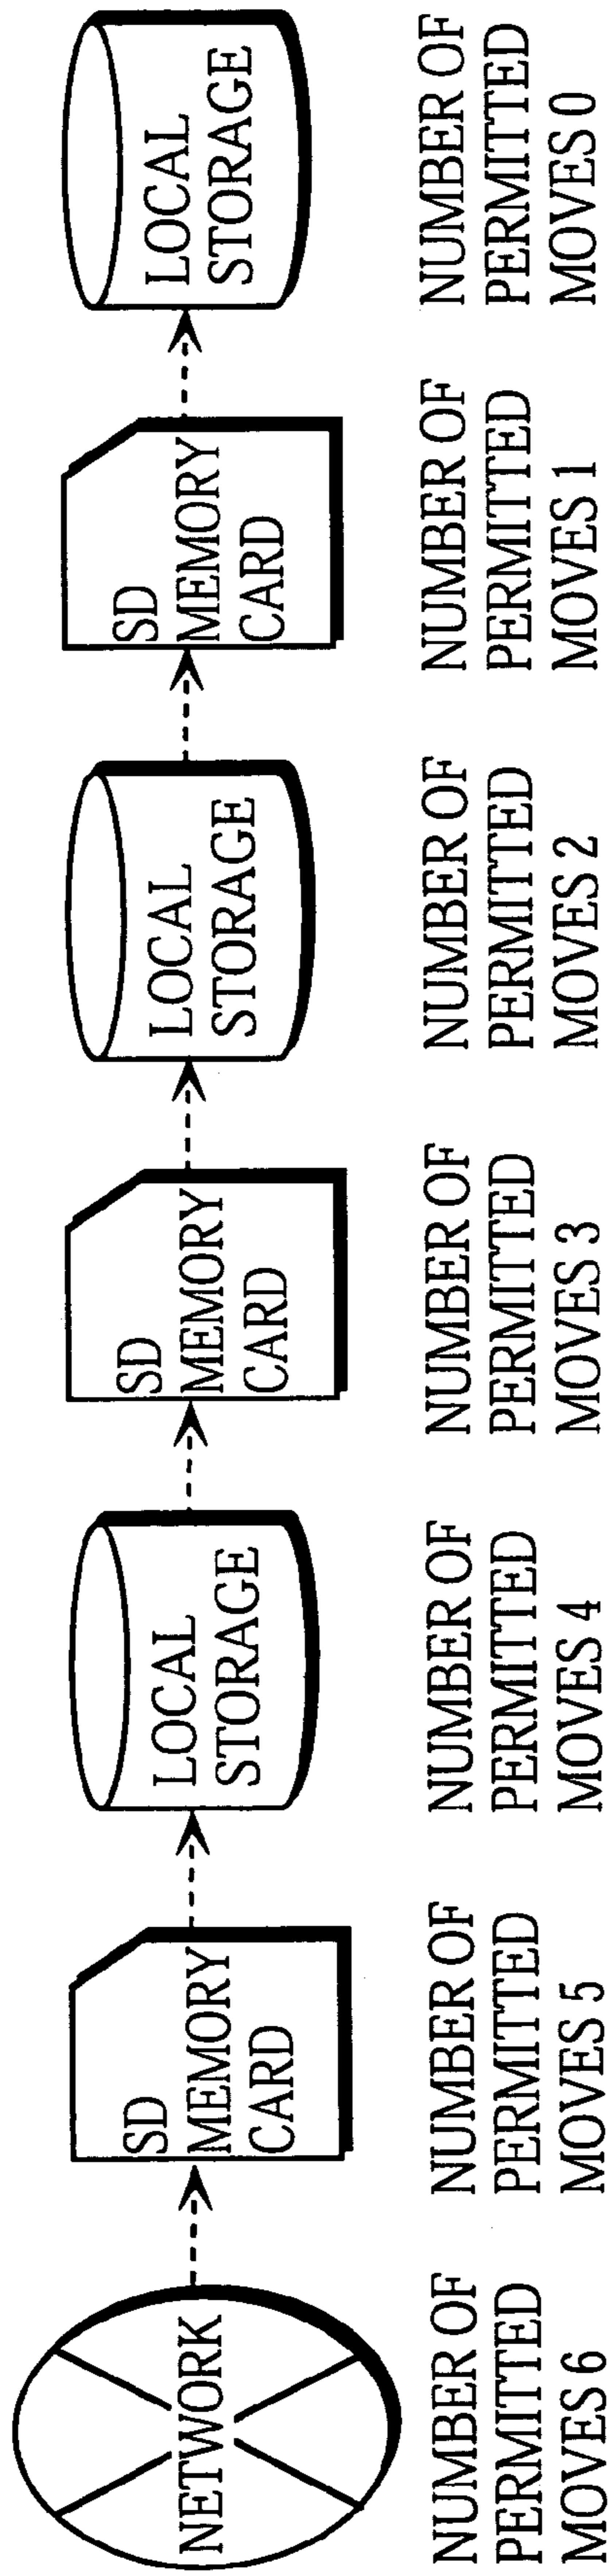 NETWORK
SD
MEMORY
CARD
LOCAL
STORAGE
SD
MEMORY
CARD
LOCAL
STORAGE
SD
MEMORY
CARD
LOCAL
STORAGE
NUMBER OF
PERMITTED
MOVES 6
NUMBER OF
PERMITTED
MOVES 5
NUMBER OF
PERMITTED
MOVES 4
NUMBER OF
PERMITTED
MOVES 3
NUMBER OF
PERMITTED
MOVES 2
NUMBER OF
PERMITTED
MOVES 1
NUMBER OF
PERMITTED
MOVES 0